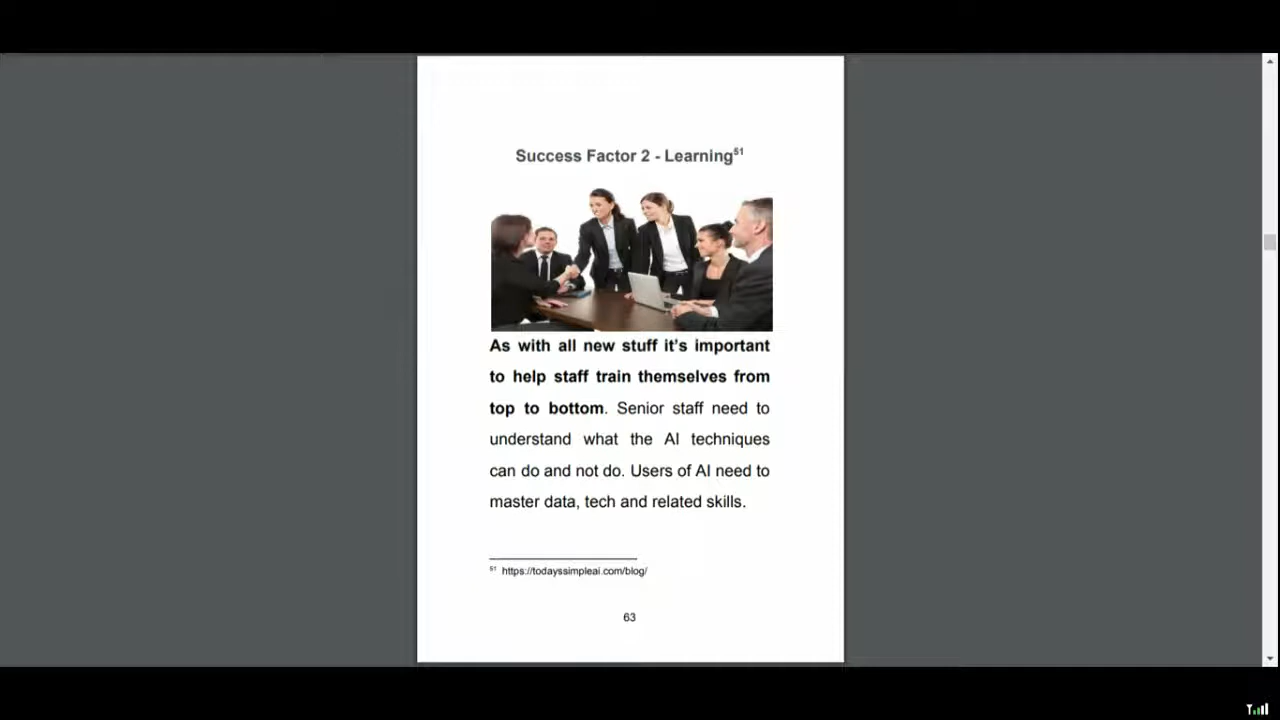 Success Factor 2 - Learning51
As with all new stuff it's important
to help staff train themselves from
top to bottom. Senior staff need to
understand what the AI techniques
can do and not do. Users of AI need to
master data, tech and related skills.
51 https://todayssimpleai.com/blog/
63